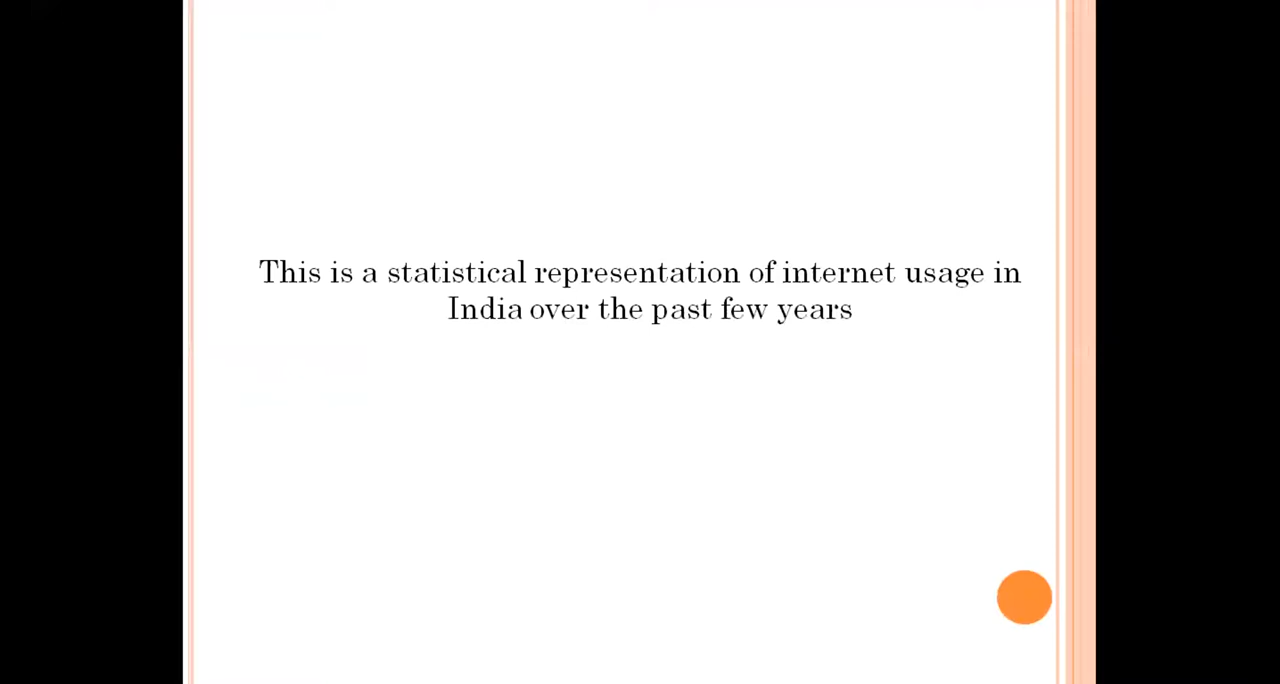 This is a statistical representation of internet usage in
India over the past few years